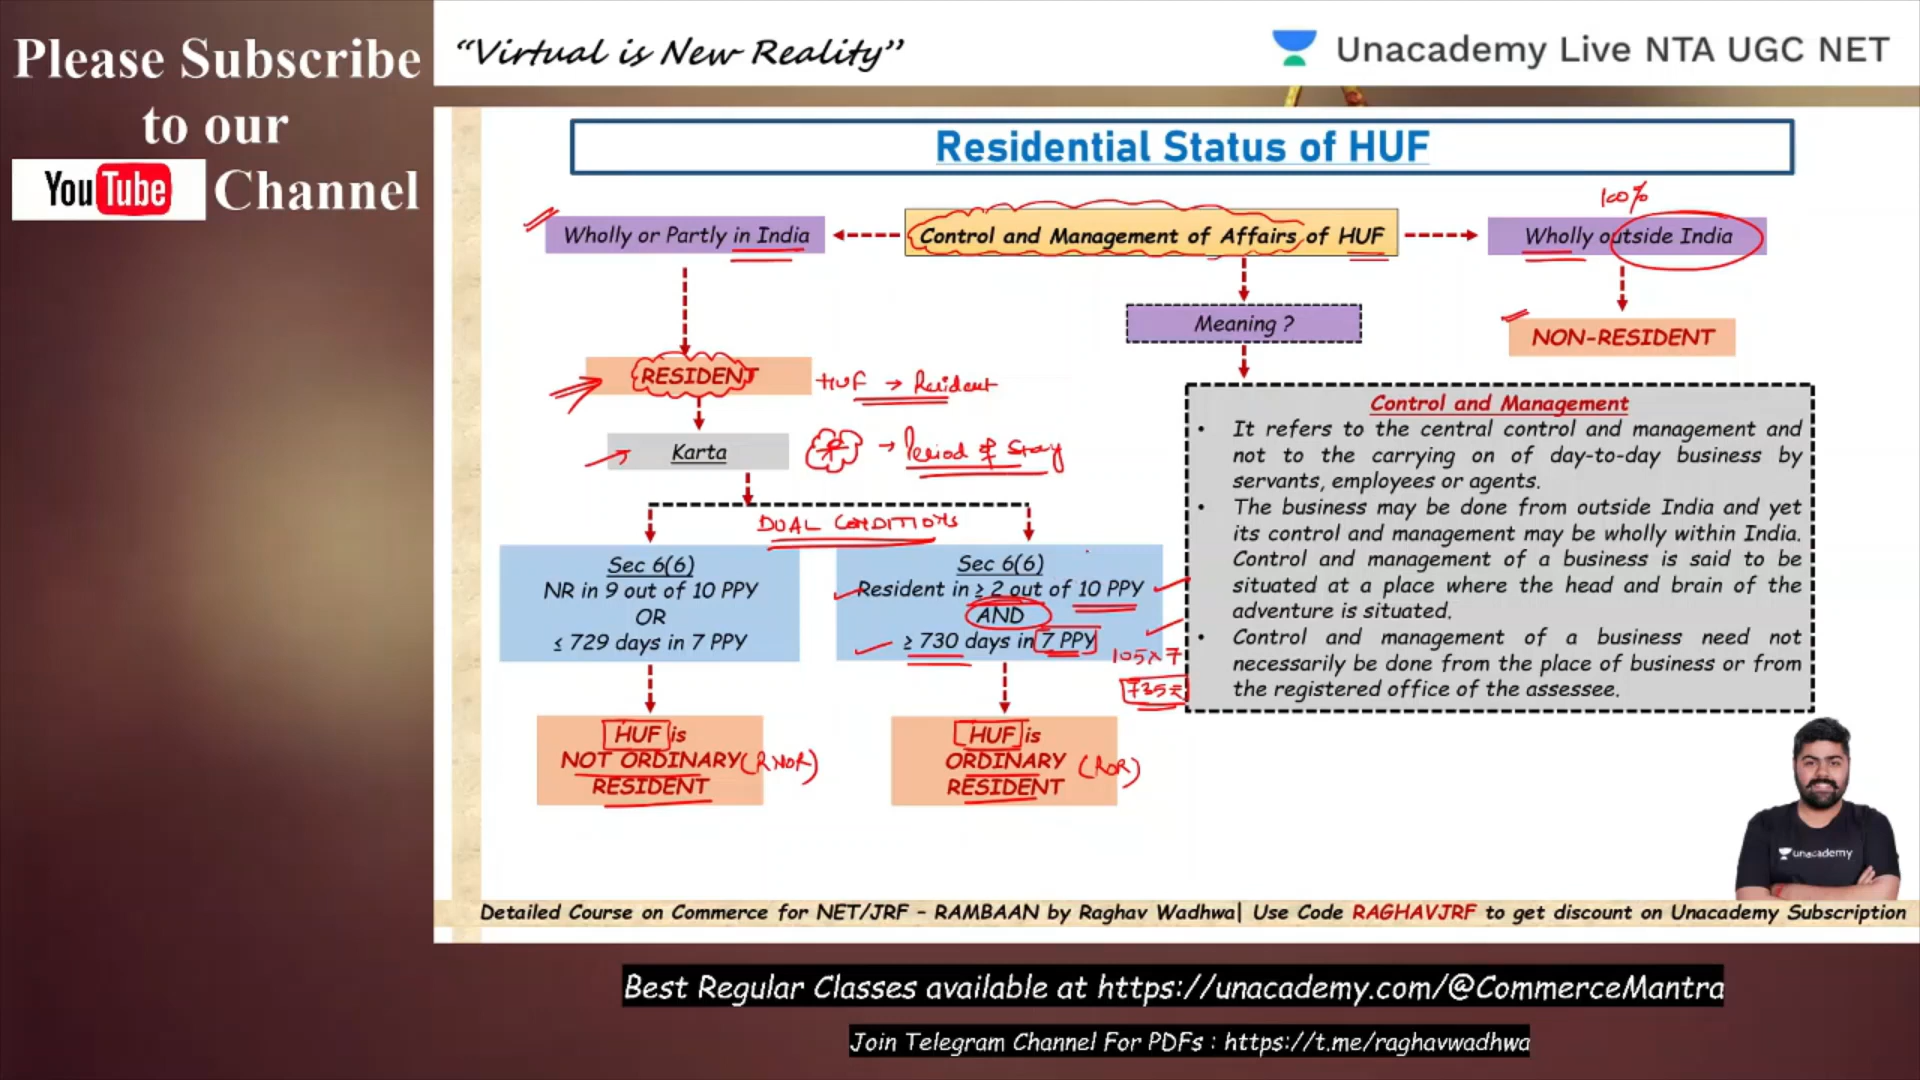 Please Subscribe
to our
YouTube Channel
"Virtual is New Reality"
Unacademy Live NTA UGC NET
Residential Status of HUF
100%
Wholly or Partly in India
Control and Management of Affairs of HUF
Wholly outside India
Meaning ?
NON-RESIDENT
RESIDENT
HUF → Resident
Karta
→ Period of Stay
DUAL CONDITIONS
Sec 6(6)
NR in 9 out of 10 PPY
OR
≤ 729 days in 7 PPY
Sec 6(6)
Resident in ≥ 2 out of 10 PPY
AND
≥ 730 days in 7 PPY
105x7
HUF is
NOT ORDINARY (RNOR)
RESIDENT
HUF is
ORDINARY (ROR)
RESIDENT
Control and Management
• It refers to the central control and management and
not to the carrying on of day-to-day business by
servants, employees or agents.
• The business may be done from outside India and yet
its control and management may be wholly within India.
Control and management of a business is said to be
situated at a place where the head and brain of the
adventure is situated.
• Control and management of a business need not
necessarily be done from the place of business or from
the registered office of the assessee.
unacademy
Detailed Course on Commerce for NET/JRF - RAMBAAN by Raghav Wadhwa| Use Code RAGHAVJRF to get discount on Unacademy Subscription
Best Regular Classes available at https://unacademy.com/@CommerceMantra
Join Telegram Channel For PDFs : https://t.me/raghavwadhwa